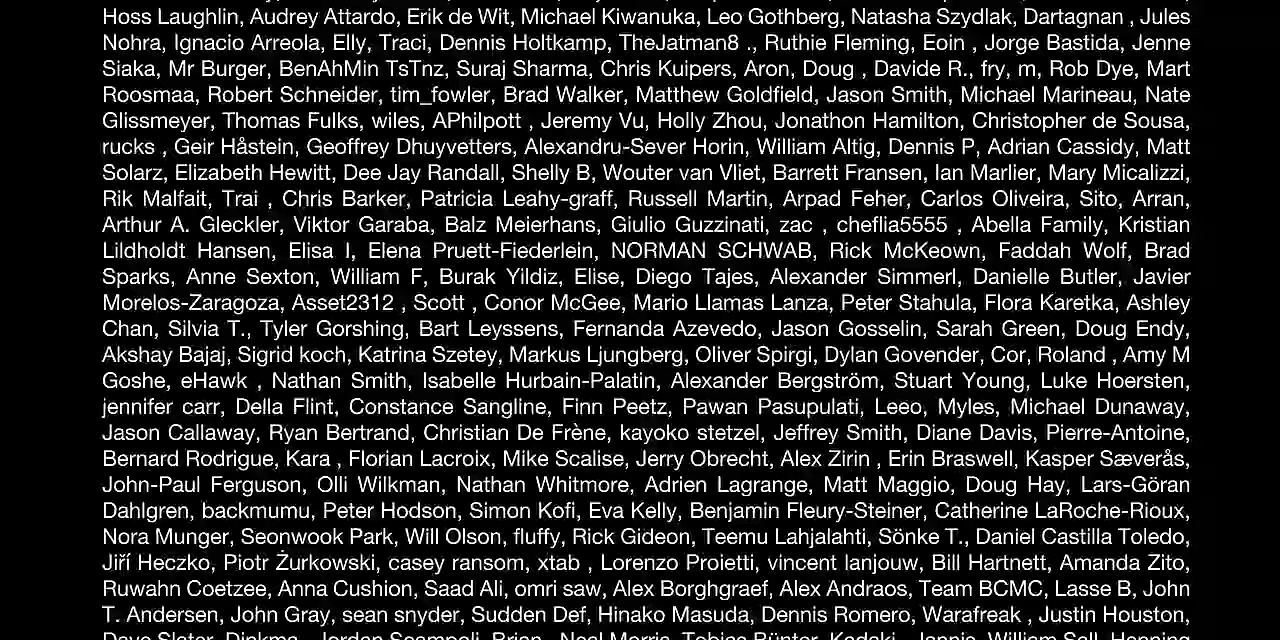 Hoss Laughlin, Audrey Attardo, Erik de Wit, Michael Kiwanuka, Leo Gothberg, Natasha Szydlak, Dartagnan , Jules
Nohra, Ignacio Arreola, Elly, Traci, Dennis Holtkamp, TheJatman8 ., Ruthie Fleming, Eoin , Jorge Bastida, Jenne
Siaka, Mr Burger, BenAhMin TsTnz, Suraj Sharma, Chris Kuipers, Aron, Doug , Davide R., fry, m, Rob Dye, Mart
Roosmaa, Robert Schneider, tim_fowler, Brad Walker, Matthew Goldfield, Jason Smith, Michael Marineau, Nate
Glissmeyer, Thomas Fulks, wiles, APhilpott , Jeremy Vu, Holly Zhou, Jonathon Hamilton, Christopher de Sousa,
rucks , Geir Håstein, Geoffrey Dhuyvetters, Alexandru-Sever Horin, William Altig, Dennis P, Adrian Cassidy, Matt
Solarz, Elizabeth Hewitt, Dee Jay Randall, Shelly B, Wouter van Vliet, Barrett Fransen, Ian Marlier, Mary Micalizzi,
Rik Malfait, Trai , Chris Barker, Patricia Leahy-graff, Russell Martin, Arpad Feher, Carlos Oliveira, Sito, Arran,
Arthur A. Gleckler, Viktor Garaba, Balz Meierhans, Giulio Guzzinati, zac , cheflia5555 , Abella Family, Kristian
Lildholdt Hansen, Elisa I, Elena Pruett-Fiederlein, NORMAN SCHWAB, Rick McKeown, Faddah Wolf, Brad
Sparks, Anne Sexton, William F, Burak Yildiz, Elise, Diego Tajes, Alexander Simmerl, Danielle Butler, Javier
Morelos-Zaragoza, Asset2312 , Scott , Conor McGee, Mario Llamas Lanza, Peter Stahula, Flora Karetka, Ashley
Chan, Silvia T., Tyler Gorshing, Bart Leyssens, Fernanda Azevedo, Jason Gosselin, Sarah Green, Doug Endy,
Akshay Bajaj, Sigrid koch, Katrina Szetey, Markus Ljungberg, Oliver Spirgi, Dylan Govender, Cor, Roland , Amy M
Goshe, eHawk , Nathan Smith, Isabelle Hurbain-Palatin, Alexander Bergström, Stuart Young, Luke Hoersten,
jennifer carr, Della Flint, Constance Sangline, Finn Peetz, Pawan Pasupulati, Leeo, Myles, Michael Dunaway,
Jason Callaway, Ryan Bertrand, Christian De Frène, kayoko stetzel, Jeffrey Smith, Diane Davis, Pierre-Antoine,
Bernard Rodrigue, Kara , Florian Lacroix, Mike Scalise, Jerry Obrecht, Alex Zirin , Erin Braswell, Kasper Sæverås,
John-Paul Ferguson, Olli Wilkman, Nathan Whitmore, Adrien Lagrange, Matt Maggio, Doug Hay, Lars-Göran
Dahlgren, backmumu, Peter Hodson, Simon Kofi, Eva Kelly, Benjamin Fleury-Steiner, Catherine LaRoche-Rioux,
Nora Munger, Seonwook Park, Will Olson, fluffy, Rick Gideon, Teemu Lahjalahti, Sönke T., Daniel Castilla Toledo,
Jiří Heczko, Piotr Żurkowski, casey ransom, xtab , Lorenzo Proietti, vincent lanjouw, Bill Hartnett, Amanda Zito,
Ruwahn Coetzee, Anna Cushion, Saad Ali, omri saw, Alex Borghgraef, Alex Andraos, Team BCMC, Lasse B, John
T. Andersen, John Gray, sean snyder, Sudden Def, Hinako Masuda, Dennis Romero, Warafreak , Justin Houston,